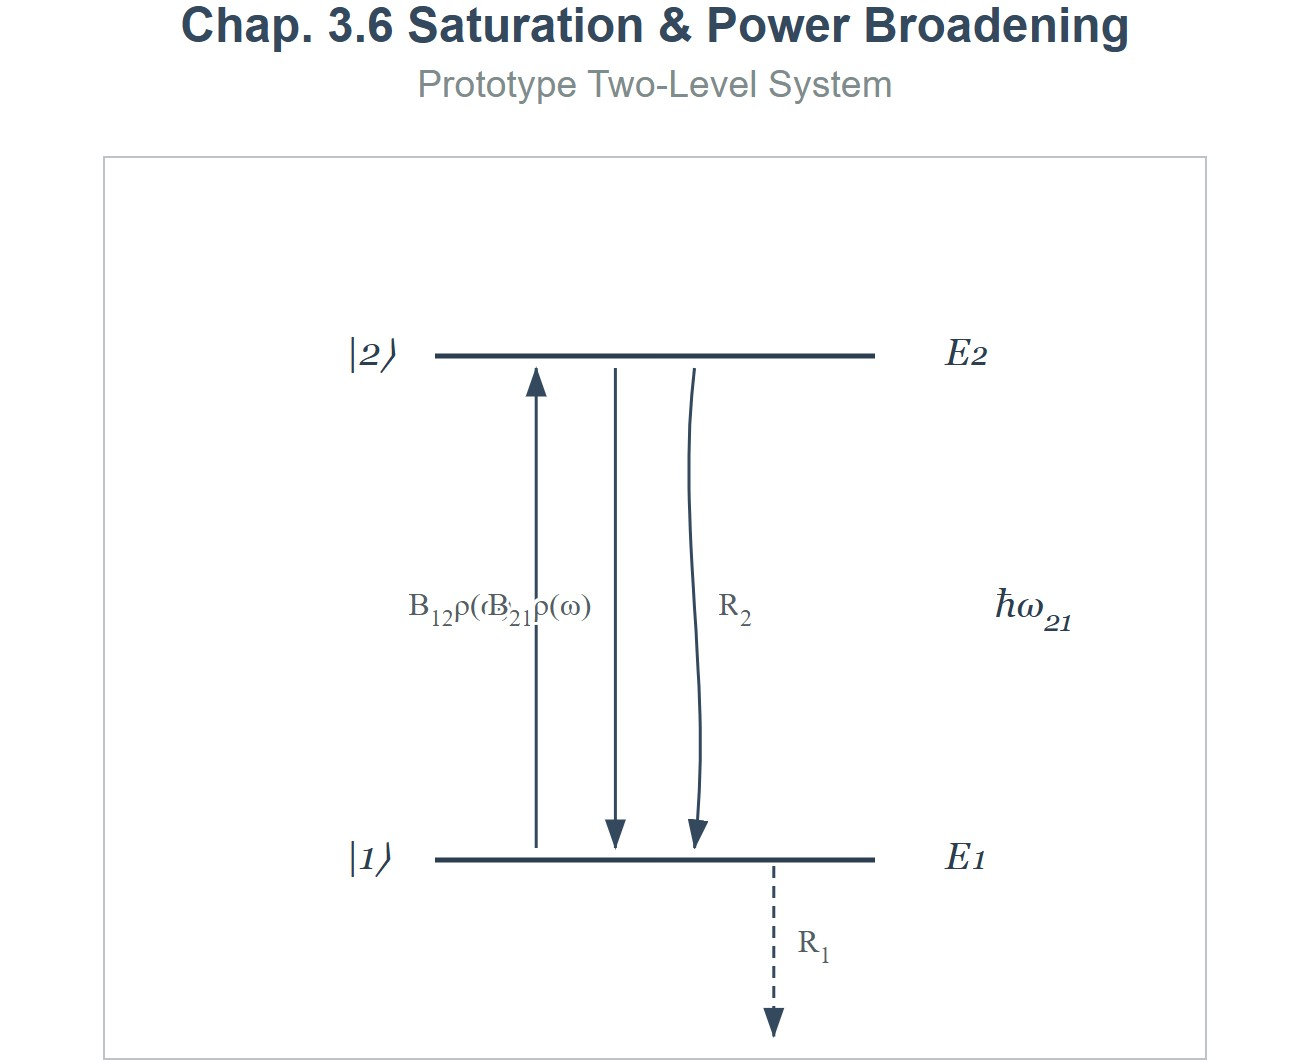 Chap. 3.6 Saturation & Power Broadening
Prototype Two-Level System
|2⟩
E2
B12ρ(
B21ρ(ω)
R2
ħω21
|1⟩
E1
R1